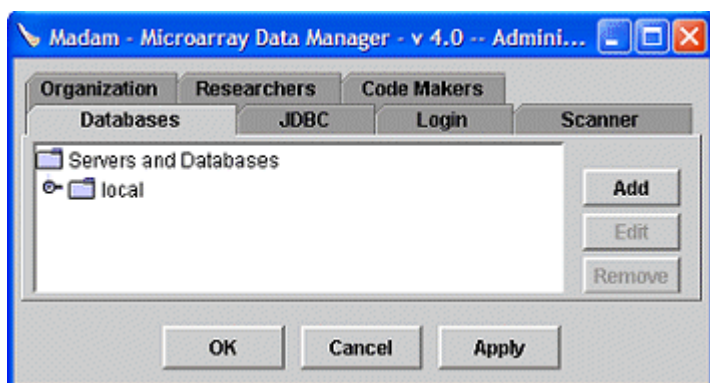 Madam - Microarray Data Manager - v 4.0 -- Admini...
Organization Researchers Code Makers
Databases JDBC Login Scanner
Servers and Databases
local
Add
Edit
Remove
OK Cancel Apply